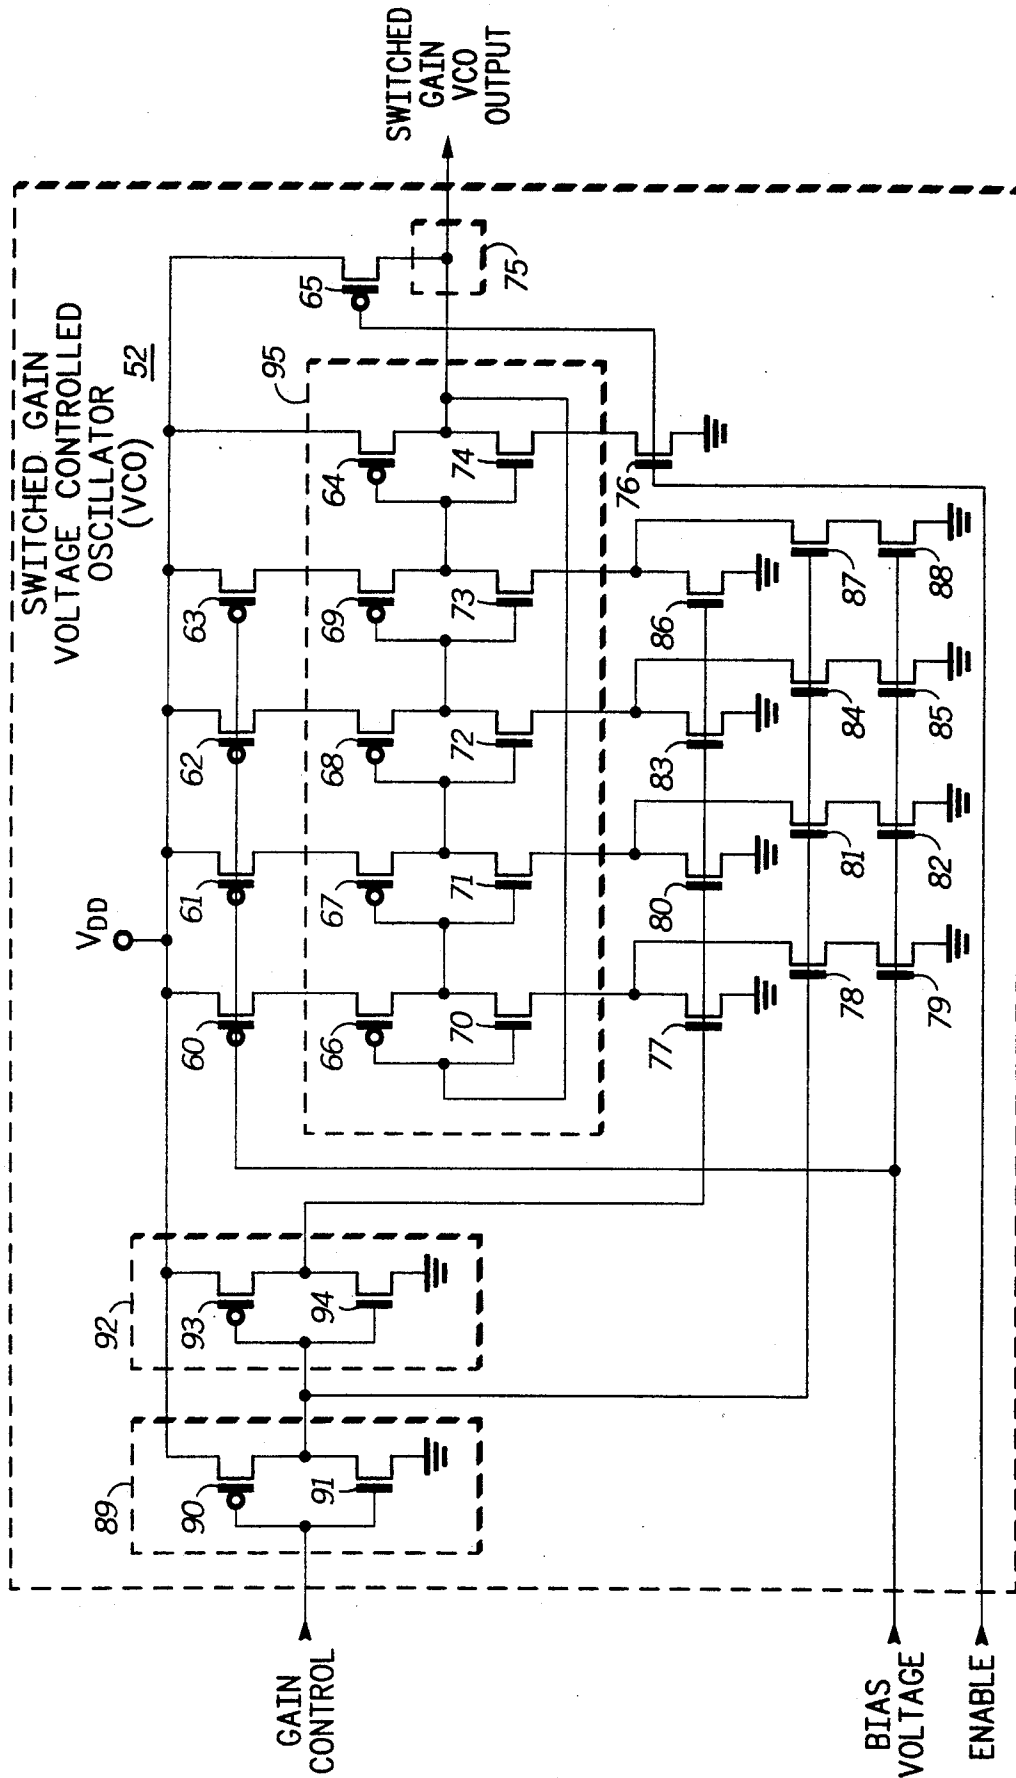 SWITCHED GAIN
VOLTAGE CONTROLLED
OSCILLATOR
(VCO)
52
VDD
SWITCHED
GAIN
VCO
OUTPUT
GAIN
CONTROL
BIAS
VOLTAGE
ENABLE
89
90
91
92
93
94
60
61
62
63
65
95
66
67
68
69
64
70
71
72
73
74
75
76
77
80
83
86
78
81
84
87
79
82
85
88